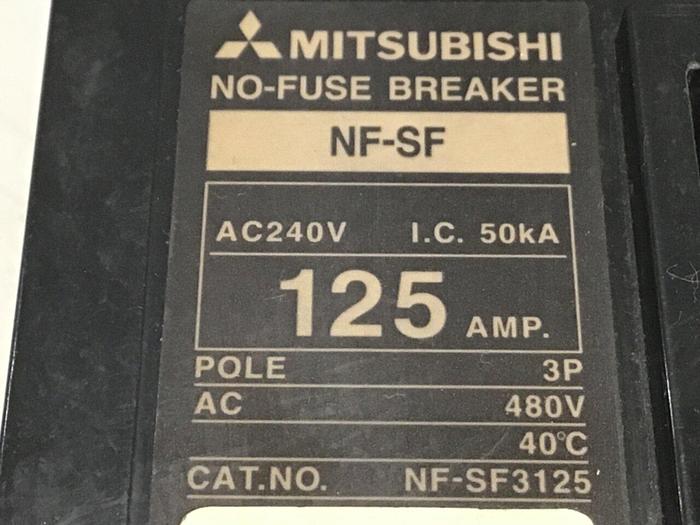 MITSUBISHI
NO-FUSE BREAKER
NF-SF
AC240V I.C. 50kA
125 AMP.
POLE 3P
AC 480V
40℃
CAT.NO. NF-SF3125